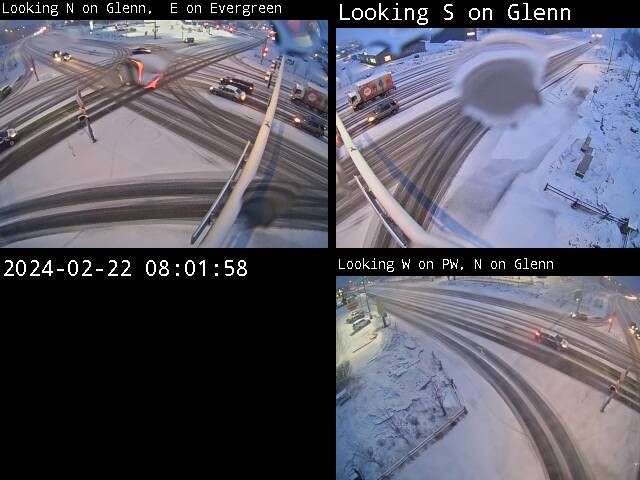 Looking N on Glenn,  E on Evergreen
Looking S on Glenn
2024-02-22 08:01:58
Looking W on PW, N on Glenn